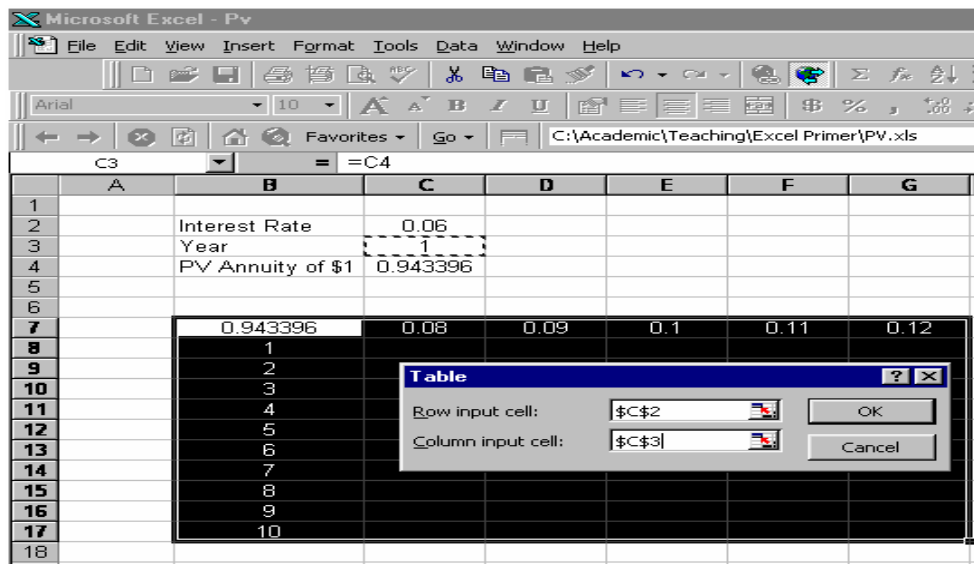 Microsoft Excel - Pv
File Edit View Insert Format Tools Data Window Help
Arial 10 A A B I U $ % ,
Favorites Go C:\Academic\Teaching\Excel Primer\PV.xls
C3 = =C4
A B C D E F G
1
2 Interest Rate 0.06
3 Year 1
4 PV Annuity of $1 0.943396
5
6
7 0.943396 0.08 0.09 0.1 0.11 0.12
8 1
9 2
10 3
11 4
12 5
13 6
14 7
15 8
16 9
17 10
18
Table ?
Row input cell: $C$2 OK
Column input cell: $C$3 Cancel